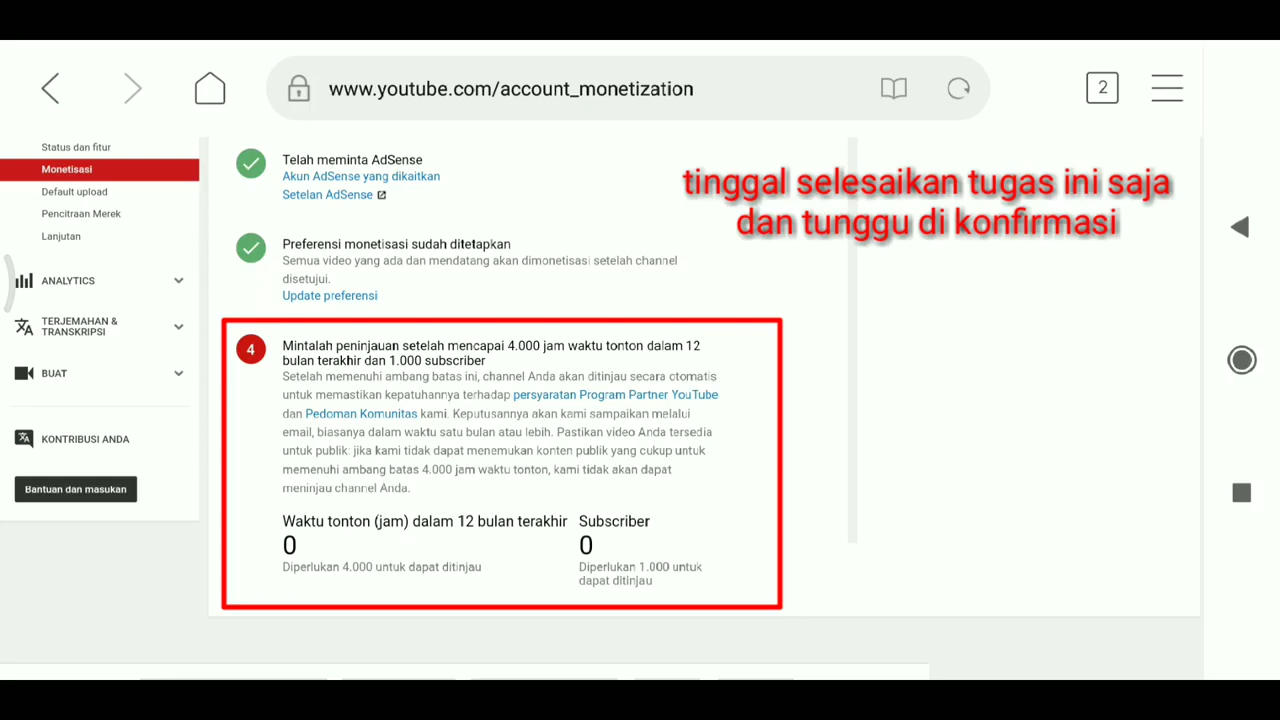 www.youtube.com/account_monetization
2
Status dan fitur
Monetisasi
Default upload
Pencitraan Merek
Lanjutan
ANALYTICS
TERJEMAHAN &
TRANSKRIPSI
BUAT
KONTRIBUSI ANDA
Bantuan dan masukan
Telah meminta AdSense
Akun AdSense yang dikaitkan
Setelan AdSense
Preferensi monetisasi sudah ditetapkan
Semua video yang ada dan mendatang akan dimonetisasi setelah channel
disetujui.
Update preferensi
tinggal selesaikan tugas ini saja
dan tunggu di konfirmasi
4
Mintalah peninjauan setelah mencapai 4.000 jam waktu tonton dalam 12
bulan terakhir dan 1.000 subscriber
Setelah memenuhi ambang batas ini, channel Anda akan ditinjau secara otomatis
untuk memastikan kepatuhannya terhadap persyaratan Program Partner YouTube
dan Pedoman Komunitas kami. Keputusannya akan kami sampaikan melalui
email, biasanya dalam waktu satu bulan atau lebih. Pastikan video Anda tersedia
untuk publik: jika kami tidak dapat menemukan konten publik yang cukup untuk
memenuhi ambang batas 4.000 jam waktu tonton, kami tidak akan dapat
meninjau channel Anda.
Waktu tonton (jam) dalam 12 bulan terakhir
0
Diperlukan 4.000 untuk dapat ditinjau
Subscriber
0
Diperlukan 1.000 untuk
dapat ditinjau